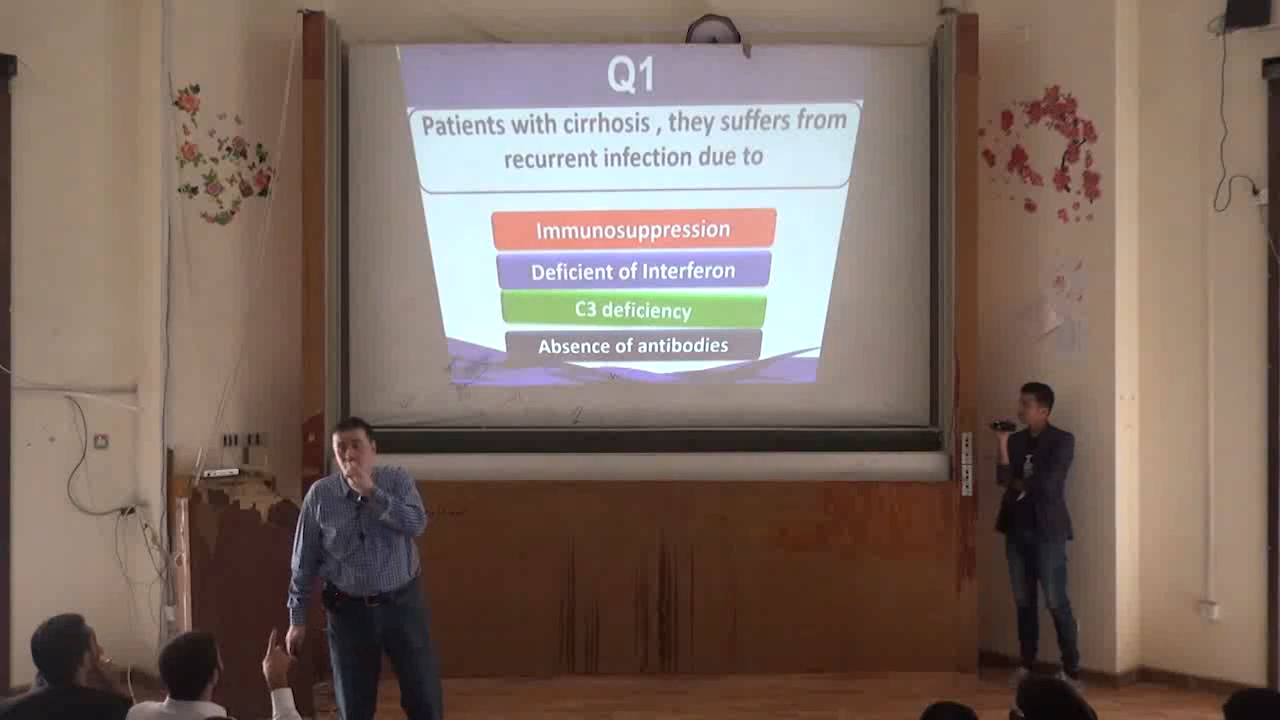 Q1
Patients with cirrhosis , they suffers from
recurrent infection due to
Immunosuppression
Deficient of Interferon
C3 deficiency
Absence of antibodies